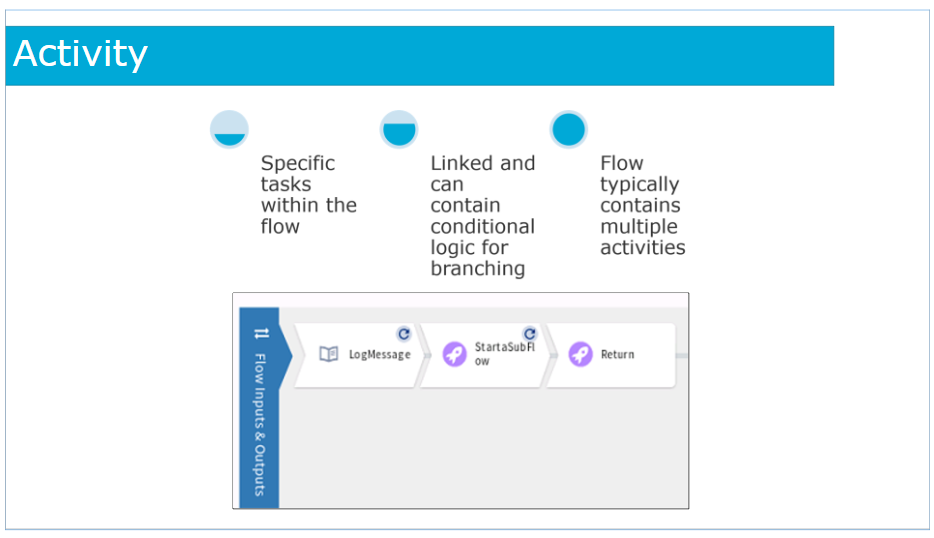 Activity
Specific
tasks
within the
flow
Linked and
can
contain
conditional
logic for
branching
Flow
typically
contains
multiple
activities
Flow Inputs & Outputs
LogMessage
StartaSubFl
ow
Return